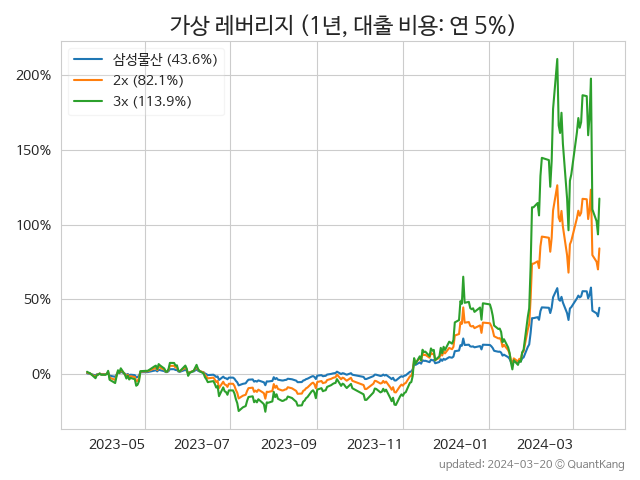 가상 레버리지 (1년, 대출 비용: 연 5%)
삼성물산 (43.6%)
2x (82.1%)
3x (113.9%)
200%
150%
100%
50%
0%
2023-05 2023-07 2023-09 2023-11 2024-01 2024-03
updated: 2024-03-20 © QuantKang